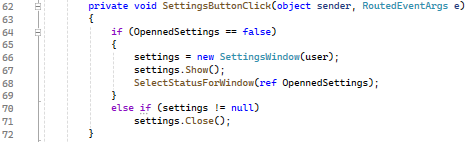 62 private void SettingsButtonClick(object sender, RoutedEventArgs e)
63 {
64 if (OpennedSettings == false)
65 {
66 settings = new SettingsWindow(user);
67 settings.Show();
68 SelectStatusForWindow(ref OpennedSettings);
69 }
70 else if (settings != null)
71 settings.Close();
72 }